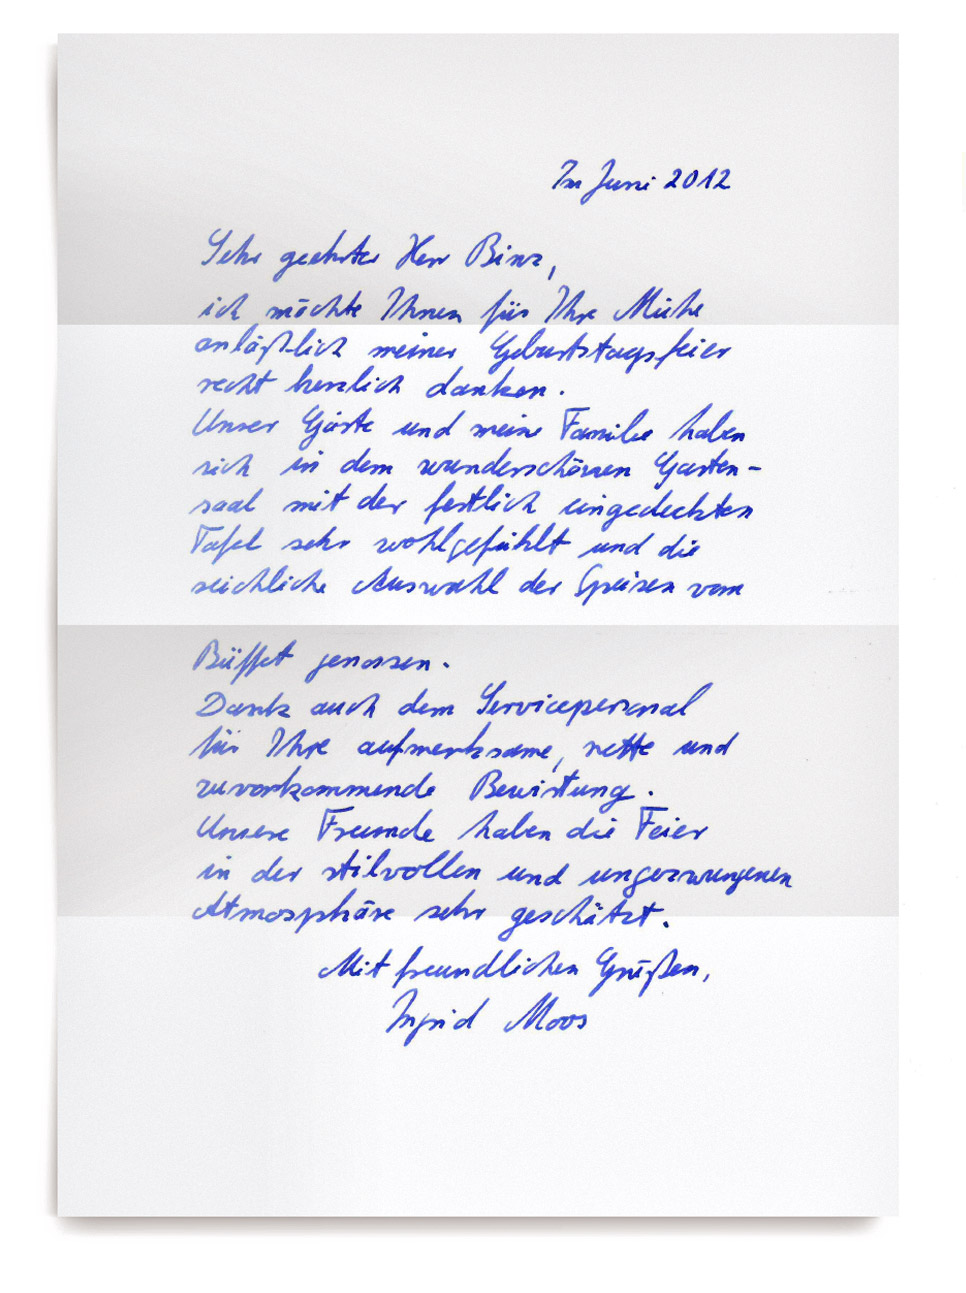 Im Juni 2012
Sehr geehrter Herr Binz,
ich möchte Ihnen für Ihre Mühe
anläßlich meiner Geburtstagsfeier
recht herzlich danken.
Unser Gäste und meine Familie haben
sich in dem wunderschönen Garten-
saal mit der festlich eingedeckten
Tafel sehr wohlgefühlt und die
reichliche Auswahl der Speisen vom
Büffet genossen.
Dank auch dem Servicepersonal
für Ihre aufmerksame, nette und
zuvorkommende Bewirtung.
Unsere Freunde haben die Feier
in der stilvollen und ungezwungenen
Atmosphäre sehr geschätzt.
Mit freundlichen Grüßen,
Ingrid Moos